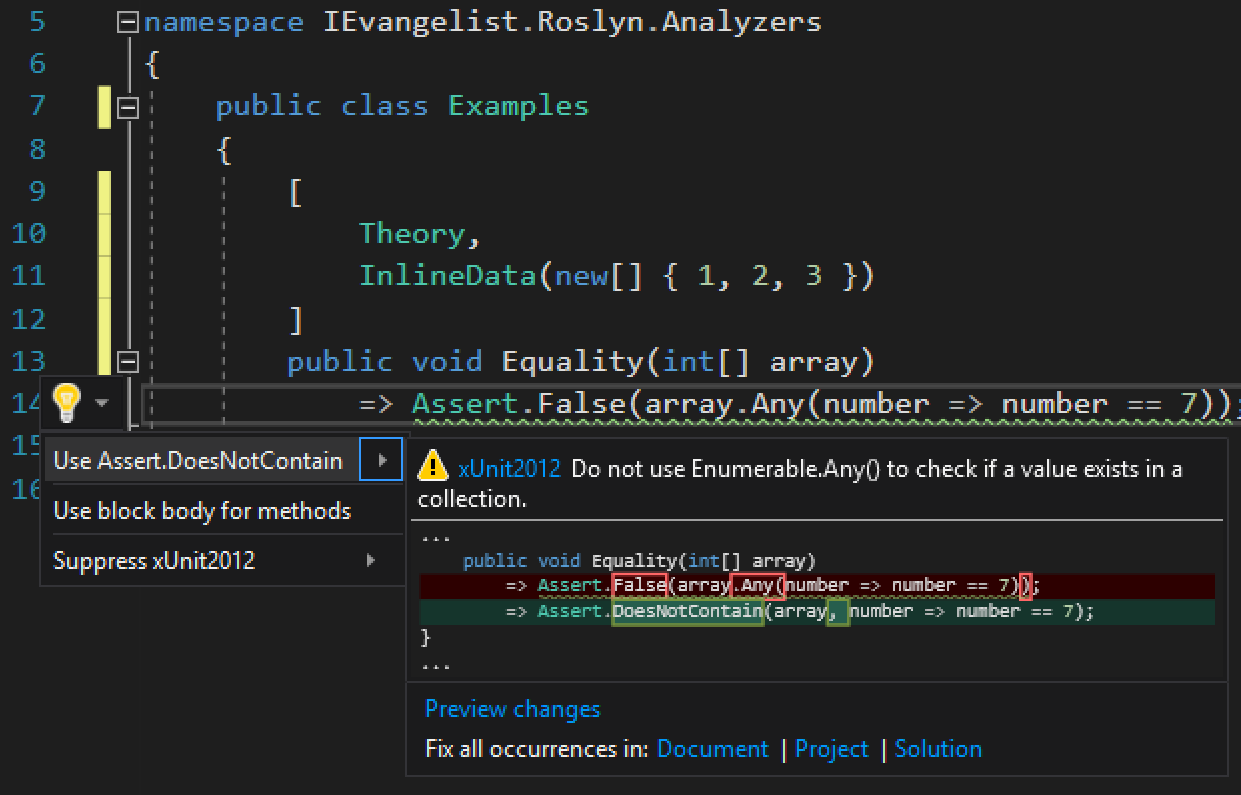 5 namespace IEvangelist.Roslyn.Analyzers
6 {
7 public class Examples
8 {
9 [
10 Theory,
11 InlineData(new[] { 1, 2, 3 })
12 ]
13 public void Equality(int[] array)
14 => Assert.False(array.Any(number => number == 7));
15
16
Use Assert.DoesNotContain
Use block body for methods
Suppress xUnit2012
xUnit2012 Do not use Enumerable.Any() to check if a value exists in a
collection.
...
public void Equality(int[] array)
=> Assert.False(array.Any(number => number == 7));
=> Assert.DoesNotContain(array, number => number == 7);
}
...
Preview changes
Fix all occurrences in: Document | Project | Solution